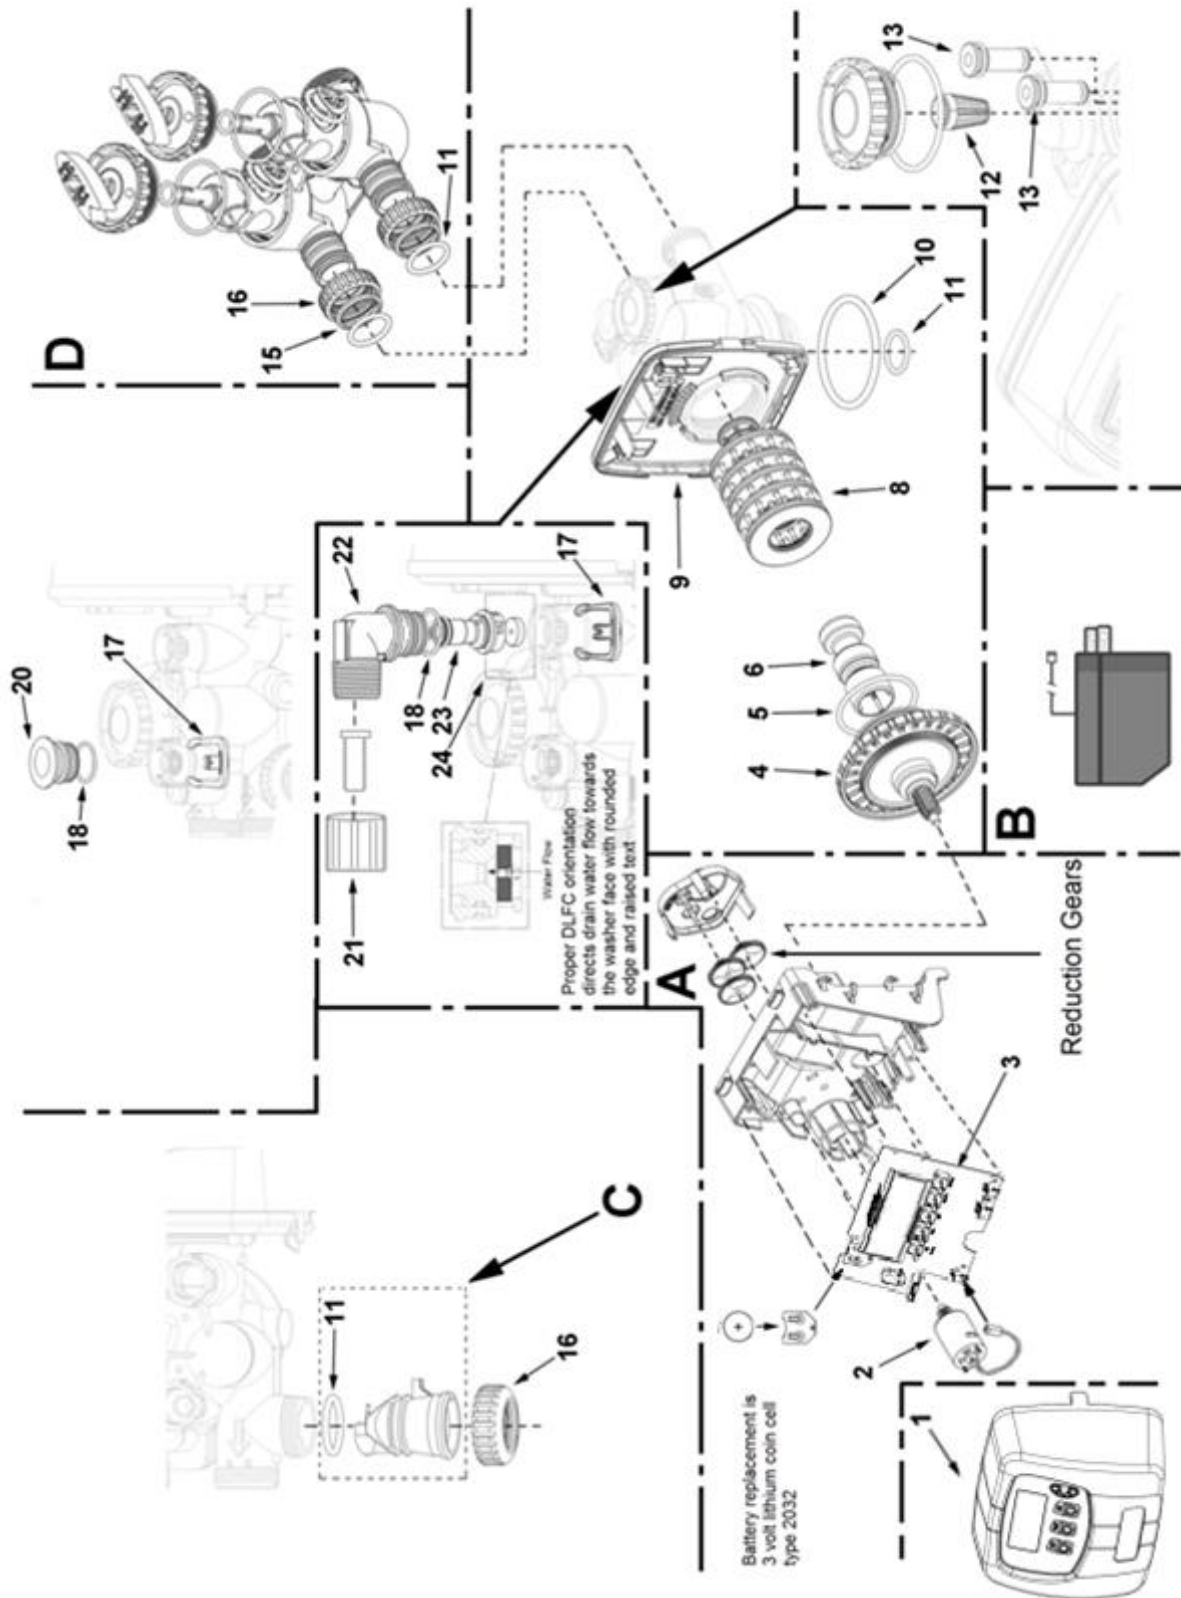 20
17
18
D
16
15
11
11
16
C
22
17
18
23
24
21
Water Flow
Proper DLFC orientation
directs drain water flow towards
the washer face with rounded
edge and raised text
A
9
8
10
11
13
12
13
6
5
4
B
Battery replacement is
3 volt lithium coin cell
type 2032
+
2
3
Reduction Gears
1